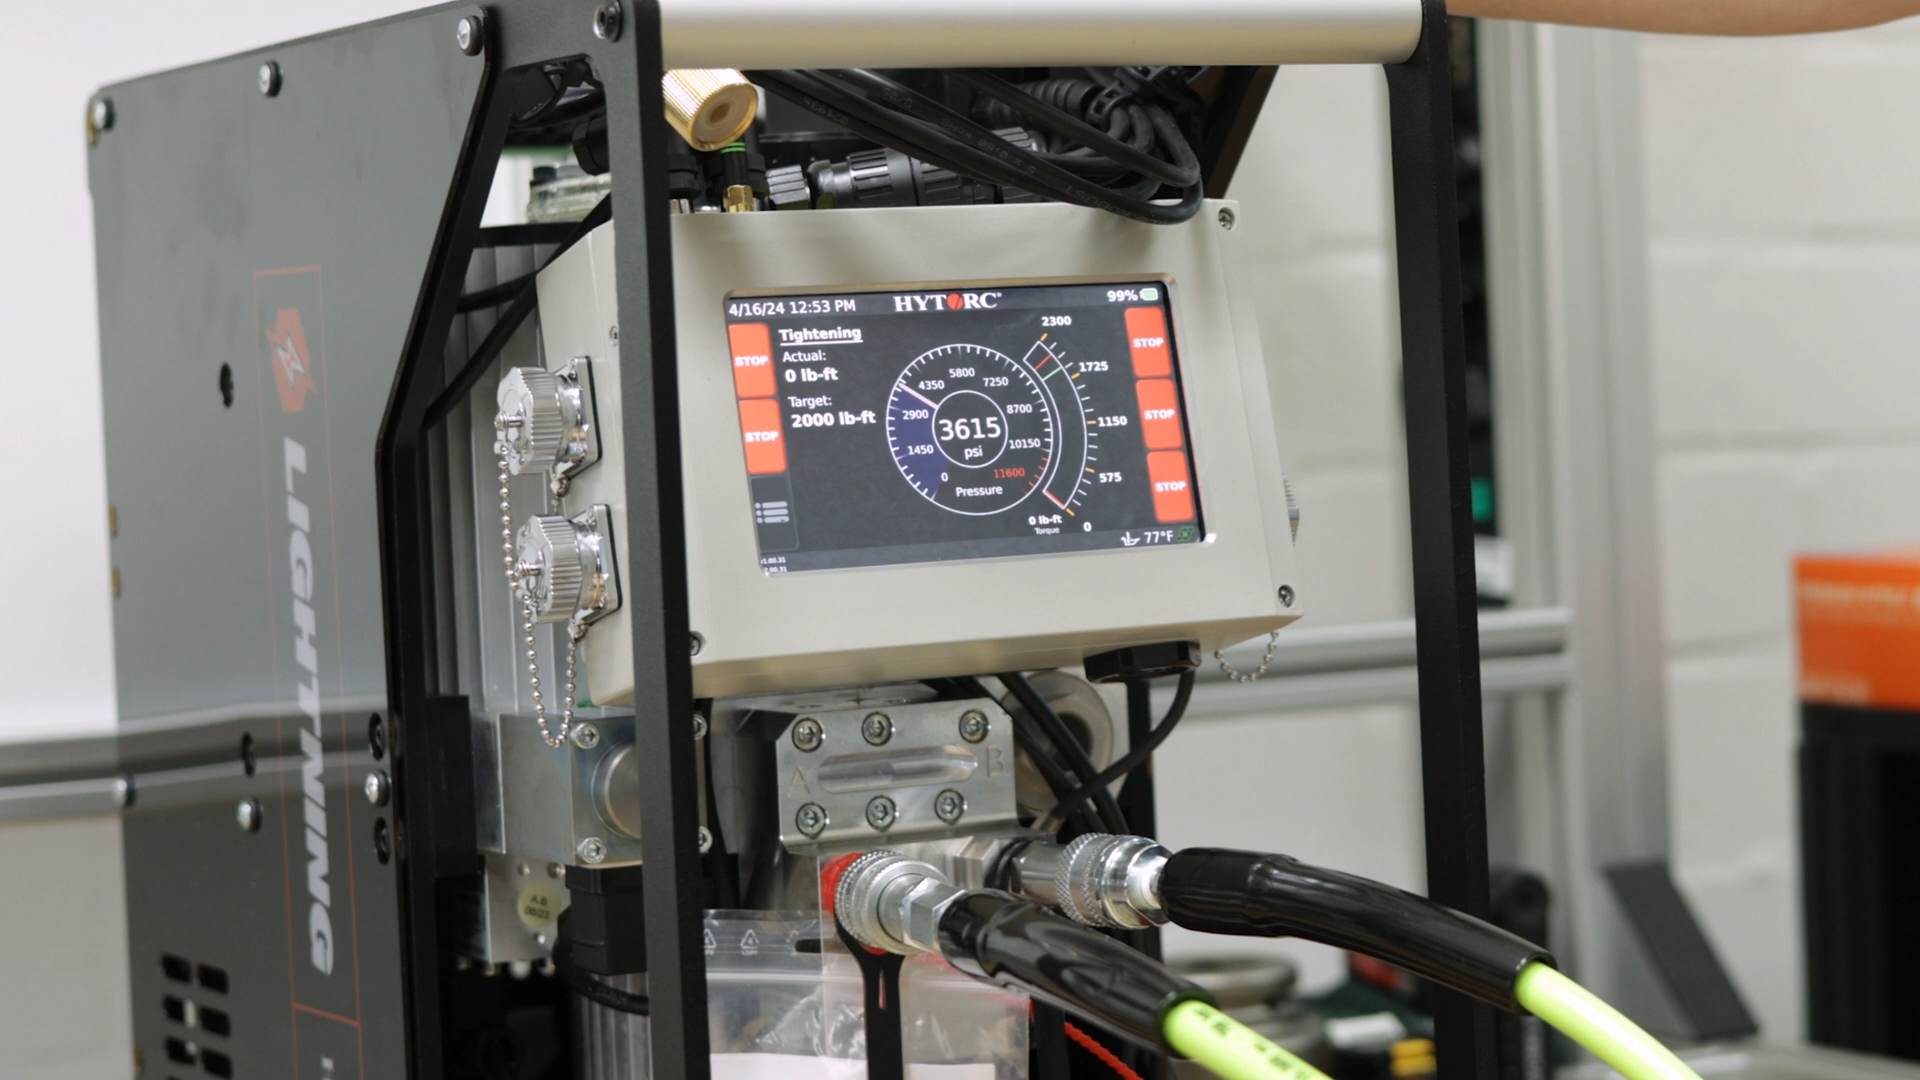 4/16/24 12:53 PM
HYTORC®
99%
STOP
STOP
Tightening
Actual:
0 lb-ft
Target:
2000 lb-ft
0
1450
2900
4350
5800
7250
8700
10150
11600
3615
psi
Pressure
2300
1725
1150
575
0
0 lb-ft
Torque
STOP
STOP
STOP
77°F
LIGHTNING
A
B